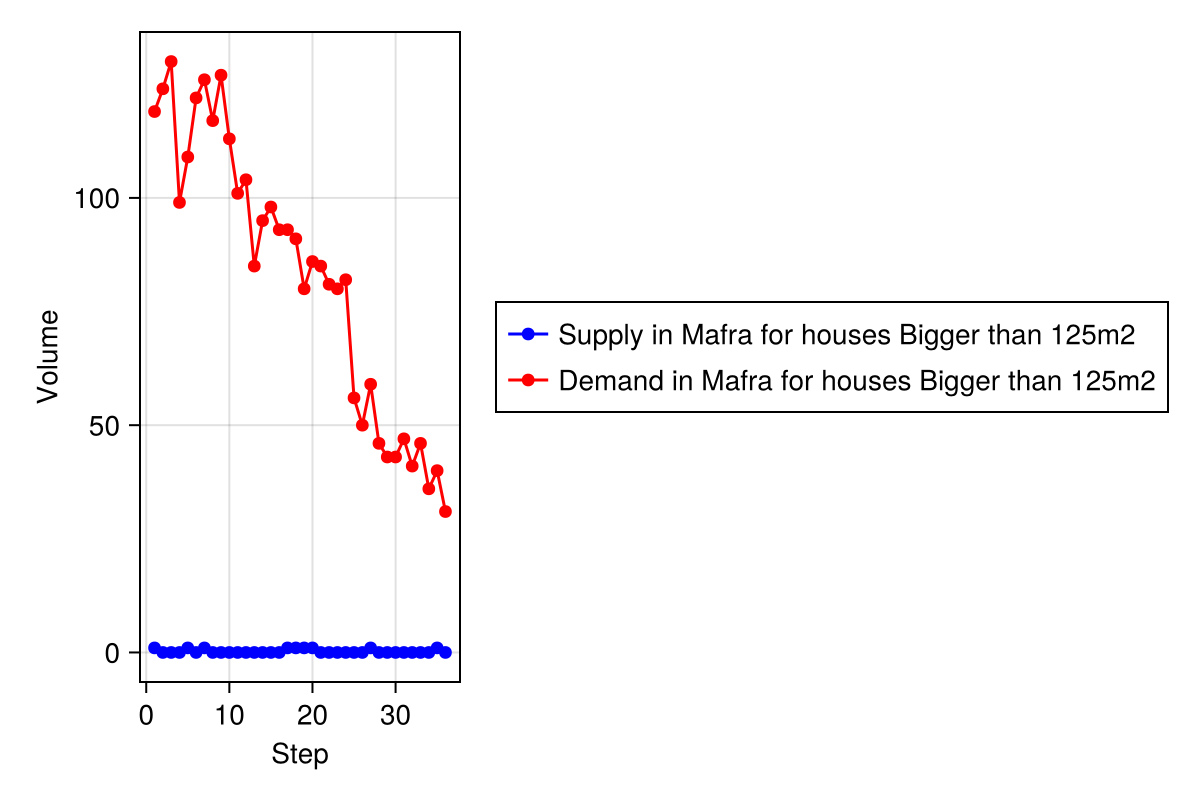 100
50
0
Volume
0 10 20 30
Step
Supply in Mafra for houses Bigger than 125m2
Demand in Mafra for houses Bigger than 125m2